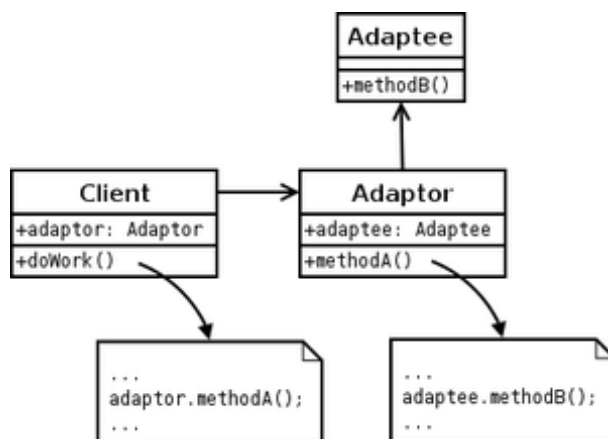 Adaptee
+methodB()
Client
+adaptor: Adaptor
+doWork()
Adaptor
+adaptee: Adaptee
+methodA()
...
adaptor.methodA();
...
...
adaptee.methodB();
...